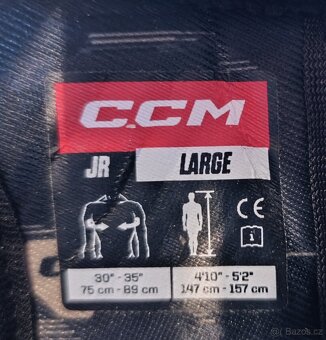 CCM
JR LARGE
CE
i
30" - 35" 4'10" - 5'2"
75 cm - 89 cm 147 cm - 157 cm
Bazoš.cz